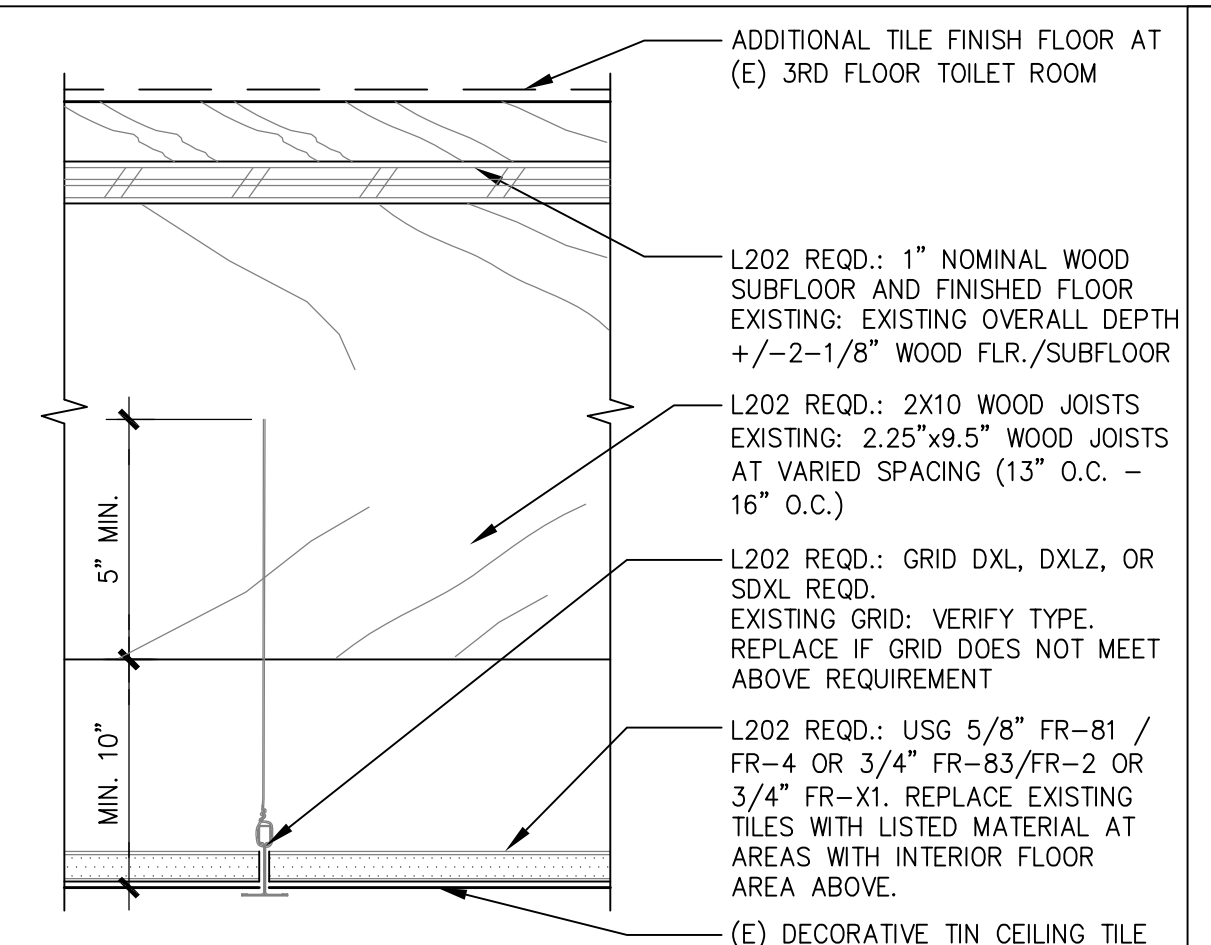 ADDITIONAL TILE FINISH FLOOR AT
(E) 3RD FLOOR TOILET ROOM
L202 REQD.: 1" NOMINAL WOOD
SUBFLOOR AND FINISHED FLOOR
EXISTING: EXISTING OVERALL DEPTH
+/-2-1/8" WOOD FLR./SUBFLOOR
L202 REQD.: 2X10 WOOD JOISTS
EXISTING: 2.25"x9.5" WOOD JOISTS
AT VARIED SPACING (13" O.C. –
16" O.C.)
5" MIN.
L202 REQD.: GRID DXL, DXLZ, OR
SDXL REQD.
EXISTING GRID: VERIFY TYPE.
REPLACE IF GRID DOES NOT MEET
ABOVE REQUIREMENT
MIN. 10"
L202 REQD.: USG 5/8" FR-81 /
FR-4 OR 3/4" FR-83/FR-2 OR
3/4" FR-X1. REPLACE EXISTING
TILES WITH LISTED MATERIAL AT
AREAS WITH INTERIOR FLOOR
AREA ABOVE.
(E) DECORATIVE TIN CEILING TILE